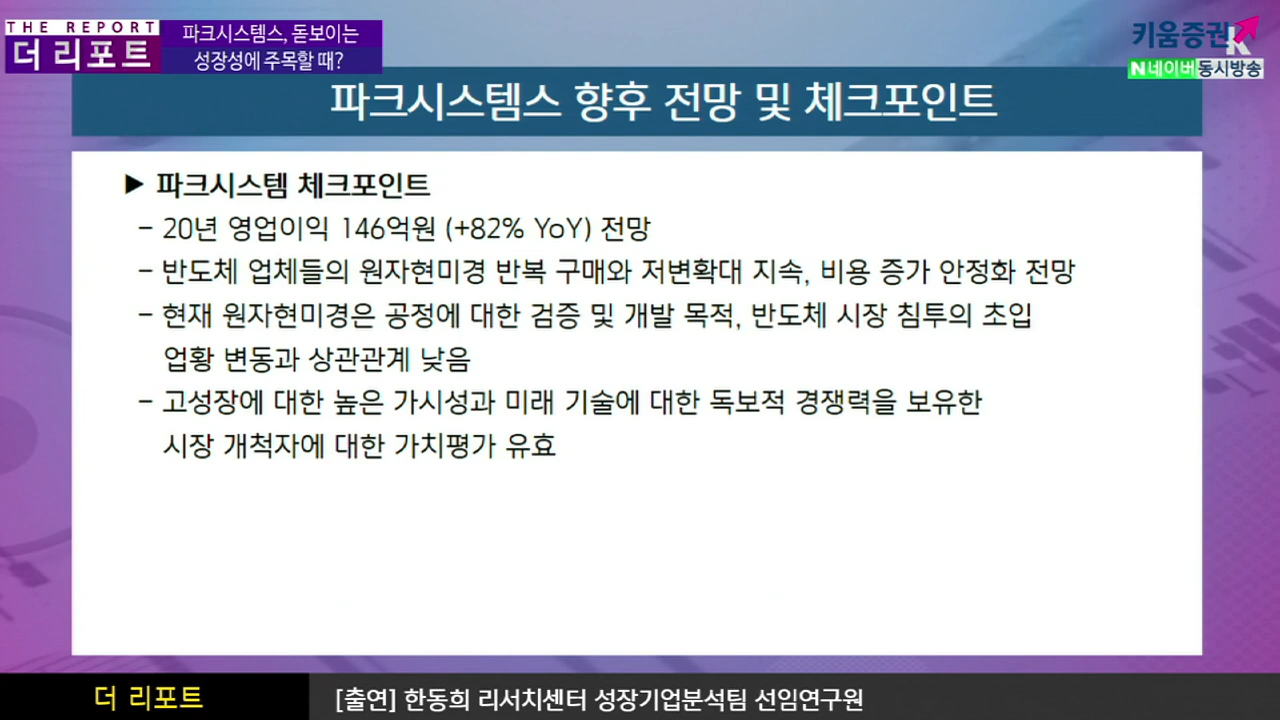 THE REPORT
더 리포트
파크시스템스, 돋보이는
성장성에 주목할 때?
키움증권
N 네이버 동시방송
파크시스템스 향후 전망 및 체크포인트
▶ 파크시스템 체크포인트
- 20년 영업이익 146억원 (+82% YoY) 전망
- 반도체 업체들의 원자현미경 반복 구매와 저변확대 지속, 비용 증가 안정화 전망
- 현재 원자현미경은 공정에 대한 검증 및 개발 목적, 반도체 시장 침투의 초입
업황 변동과 상관관계 낮음
- 고성장에 대한 높은 가시성과 미래 기술에 대한 독보적 경쟁력을 보유한
시장 개척자에 대한 가치평가 유효
더 리포트
[출연] 한동희 리서치센터 성장기업분석팀 선임연구원